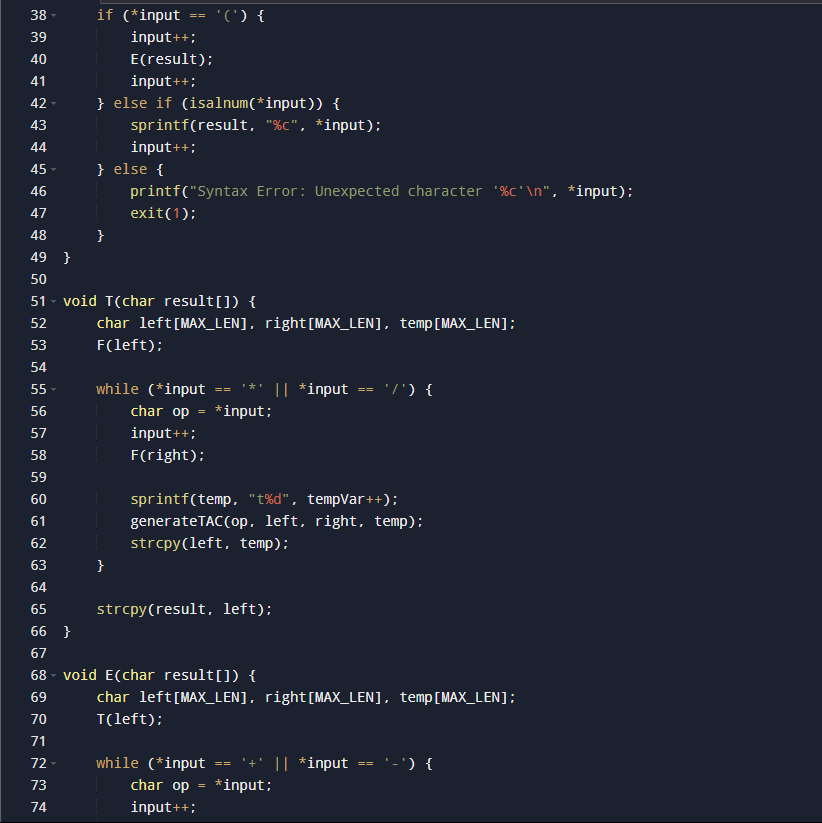 38 if (*input == '(') {
39 input++;
40 E(result);
41 input++;
42 } else if (isalnum(*input)) {
43 sprintf(result, "%c", *input);
44 input++;
45 } else {
46 printf("Syntax Error: Unexpected character '%c'\n", *input);
47 exit(1);
48 }
49 }
50
51 void T(char result[]) {
52 char left[MAX_LEN], right[MAX_LEN], temp[MAX_LEN];
53 F(left);
54
55 while (*input == '*' || *input == '/') {
56 char op = *input;
57 input++;
58 F(right);
59
60 sprintf(temp, "t%d", tempVar++);
61 generateTAC(op, left, right, temp);
62 strcpy(left, temp);
63 }
64
65 strcpy(result, left);
66 }
67
68 void E(char result[]) {
69 char left[MAX_LEN], right[MAX_LEN], temp[MAX_LEN];
70 T(left);
71
72 while (*input == '+' || *input == '-') {
73 char op = *input;
74 input++;